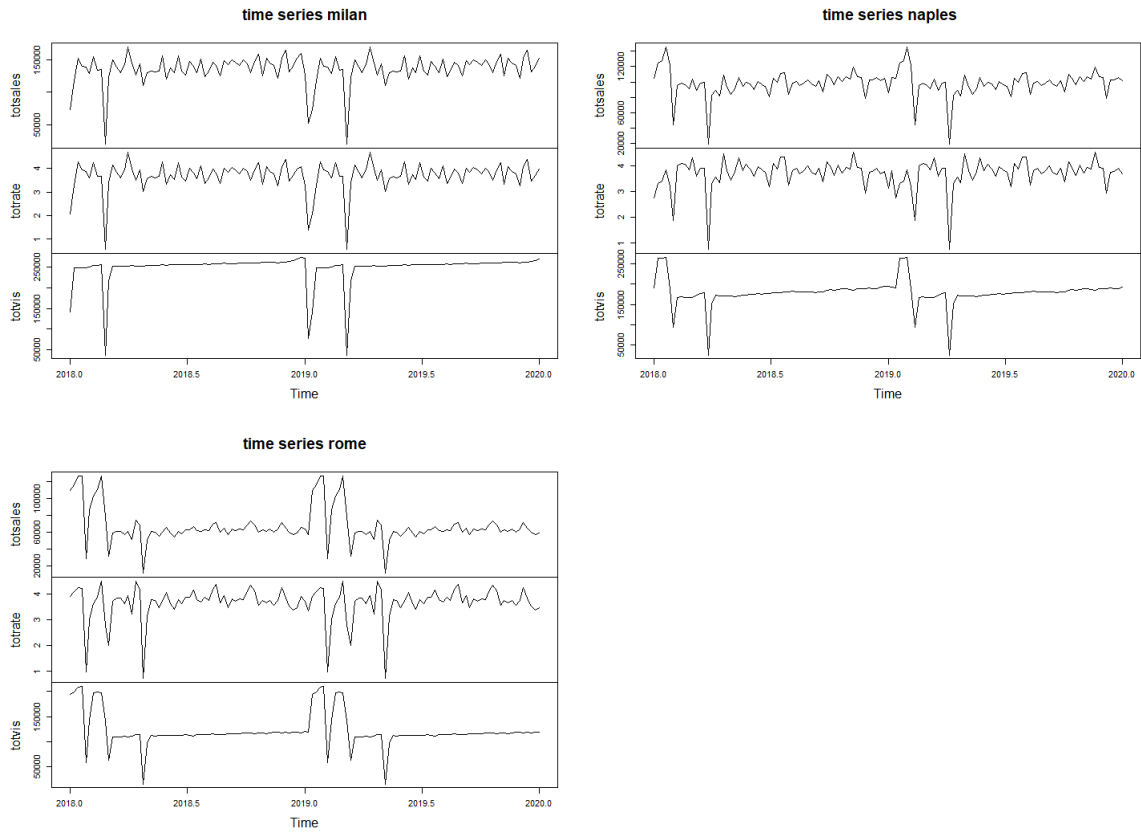 time series milan
totsales
50000 150000
totrate
1 2 3 4
totvis
50000 150000 250000
2018.0 2018.5 2019.0 2019.5 2020.0
Time
time series naples
totsales
20000 60000 120000
totrate
1 2 3 4
totvis
50000 150000 250000
2018.0 2018.5 2019.0 2019.5 2020.0
Time
time series rome
totsales
20000 60000 100000
totrate
1 2 3 4
totvis
50000 150000
2018.0 2018.5 2019.0 2019.5 2020.0
Time